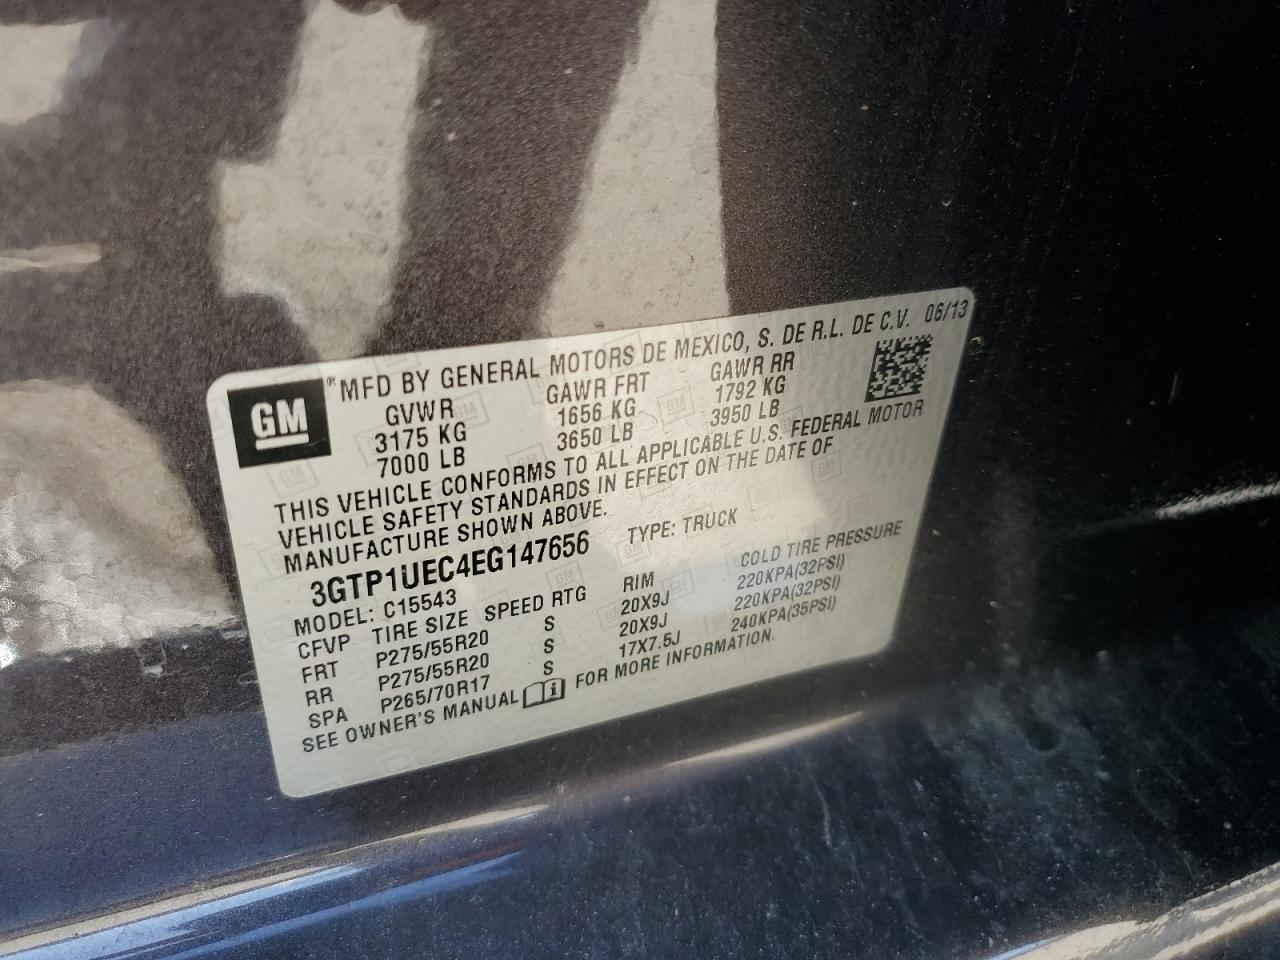 GM
® MFD BY GENERAL MOTORS DE MEXICO, S. DE R.L. DE C.V. 06/13
GVWR GAWR FRT GAWR RR
3175 KG 1656 KG 1792 KG
7000 LB 3650 LB 3950 LB
THIS VEHICLE CONFORMS TO ALL APPLICABLE U.S. FEDERAL MOTOR
VEHICLE SAFETY STANDARDS IN EFFECT ON THE DATE OF
MANUFACTURE SHOWN ABOVE.
3GTP1UEC4EG147656 TYPE: TRUCK
MODEL: C15543
CFVP TIRE SIZE SPEED RTG RIM COLD TIRE PRESSURE
FRT P275/55R20 S 20X9J 220KPA(32PSI)
RR P275/55R20 S 20X9J 220KPA(32PSI)
SPA P265/70R17 S 17X7.5J 240KPA(35PSI)
SEE OWNER'S MANUAL FOR MORE INFORMATION.